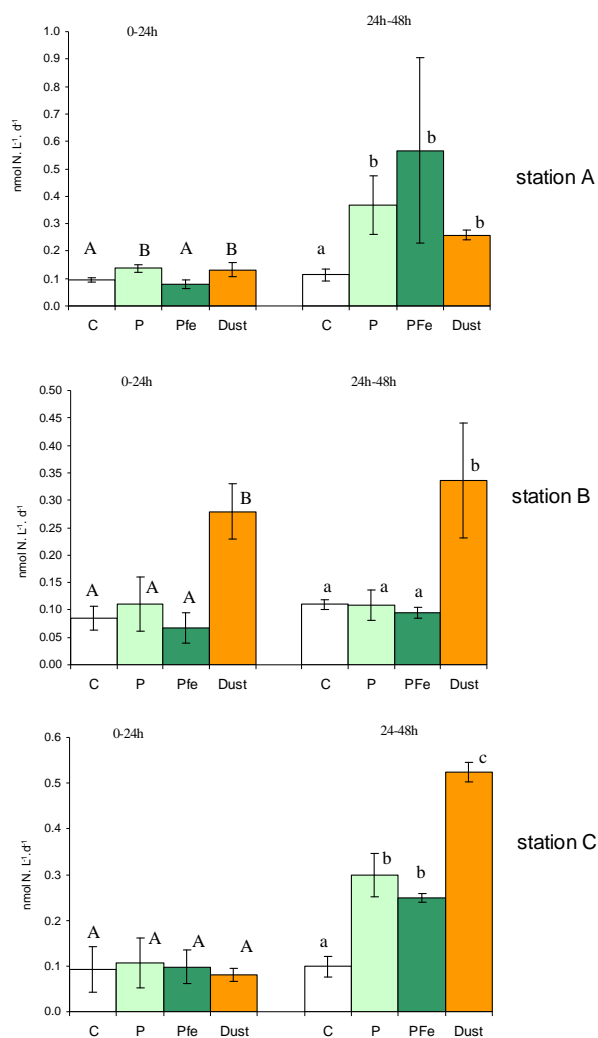 0-24h 24h-48h
nmol N. L-1. d-1
1.0
0.9
0.8
0.7
0.6
0.5
0.4
0.3
0.2
0.1
0.0
A B A B a b b b
C P Pfe Dust C P PFe Dust
station A
0-24h 24h-48h
nmol N. L-1. d-1
0.50
0.45
0.40
0.35
0.30
0.25
0.20
0.15
0.10
0.05
0.00
A A A B a a a b
C P Pfe Dust C P PFe Dust
station B
0-24h 24-48h
nmol N. L-1.d-1
0.6
0.5
0.4
0.3
0.2
0.1
0.0
A A A A a b b c
C P Pfe Dust C P PFe Dust
station C